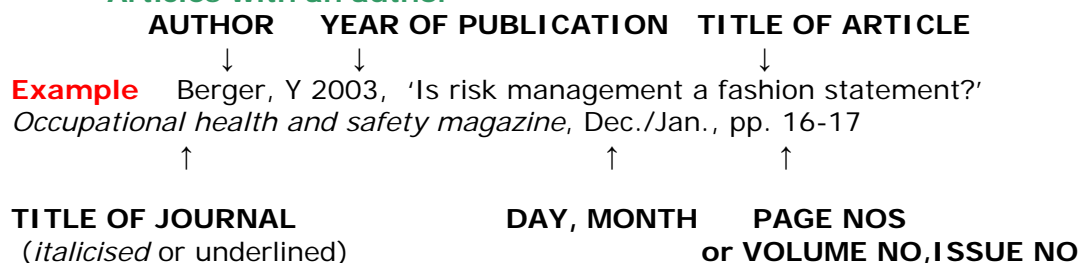 Articles with an author
AUTHOR YEAR OF PUBLICATION TITLE OF ARTICLE
↓ ↓ ↓
Example Berger, Y 2003, ‘Is risk management a fashion statement?’
Occupational health and safety magazine, Dec./Jan., pp. 16-17
↑ ↑ ↑
TITLE OF JOURNAL DAY, MONTH PAGE NOS
(italicised or underlined) or VOLUME NO,ISSUE NO